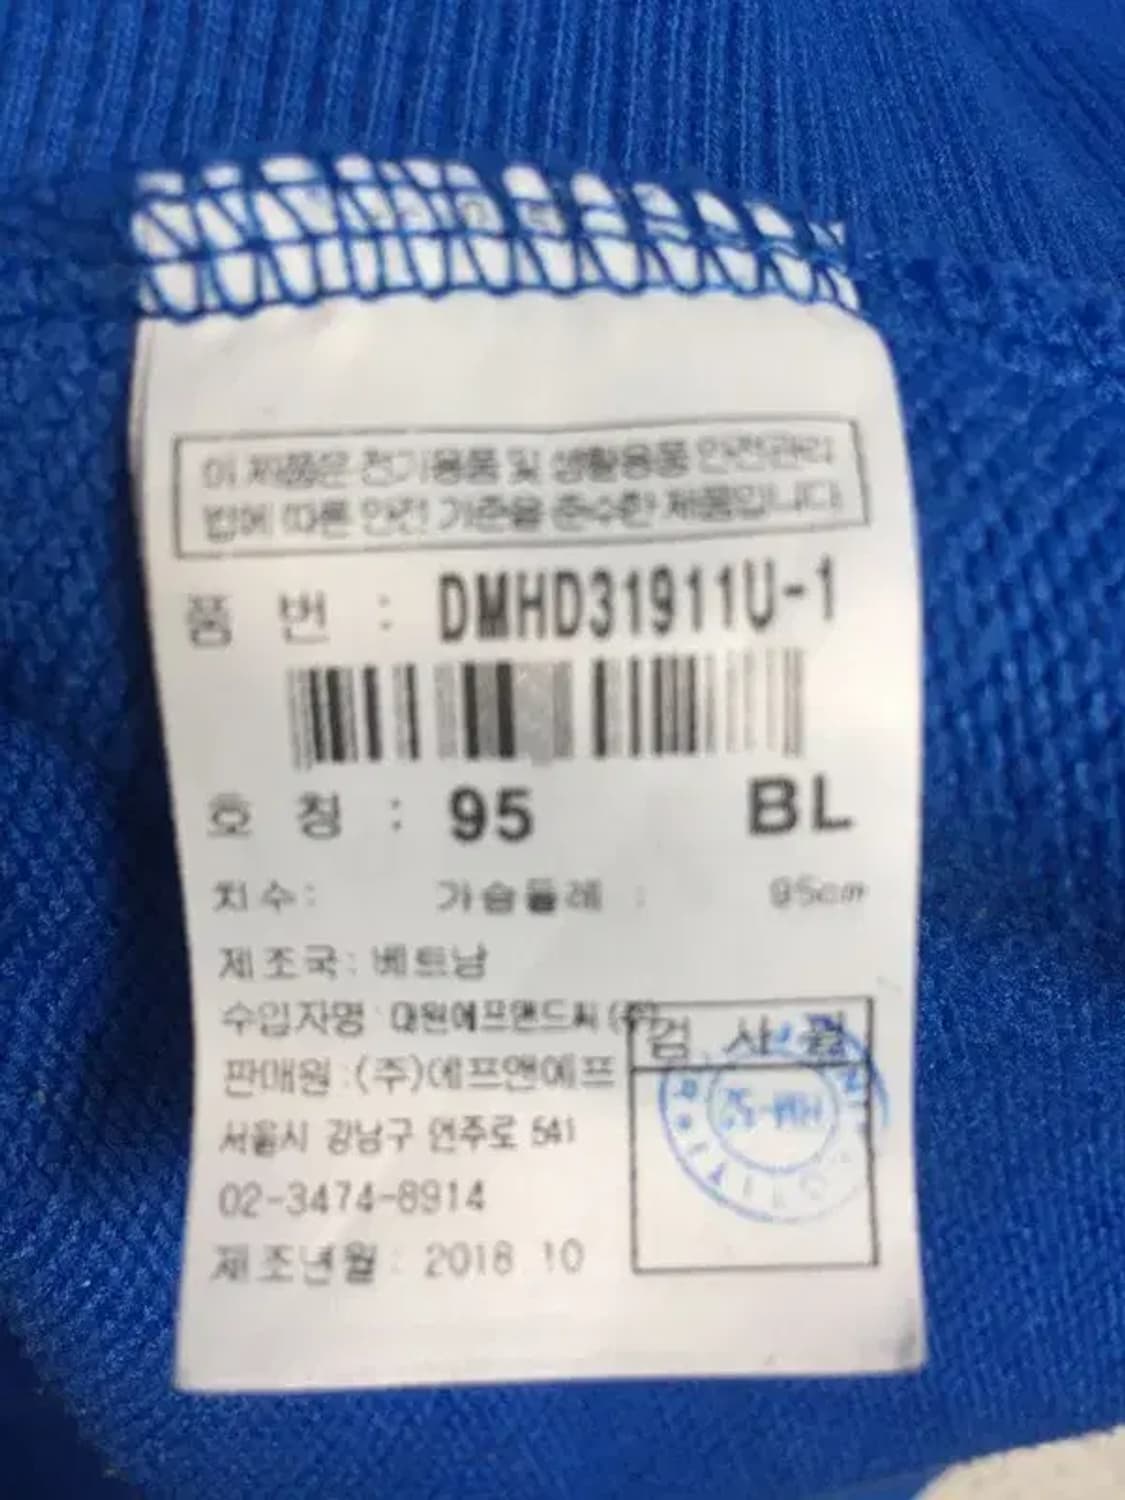 이 제품은 전기용품 및 생활용품 안전관리
법에 따른 안전 기준을 준수한 제품입니다
품 번 : DMHD31911U-1
호 칭 : 95 BL
치수: 가슴둘레 : 95cm
제조국: 베트남
수입자명 : 대원에프앤드씨 (주)
검 사 필
판매원 : (주)에프앤에프
서울시 강남구 언주로 541
02-3474-8914
제조년월 : 2018 10